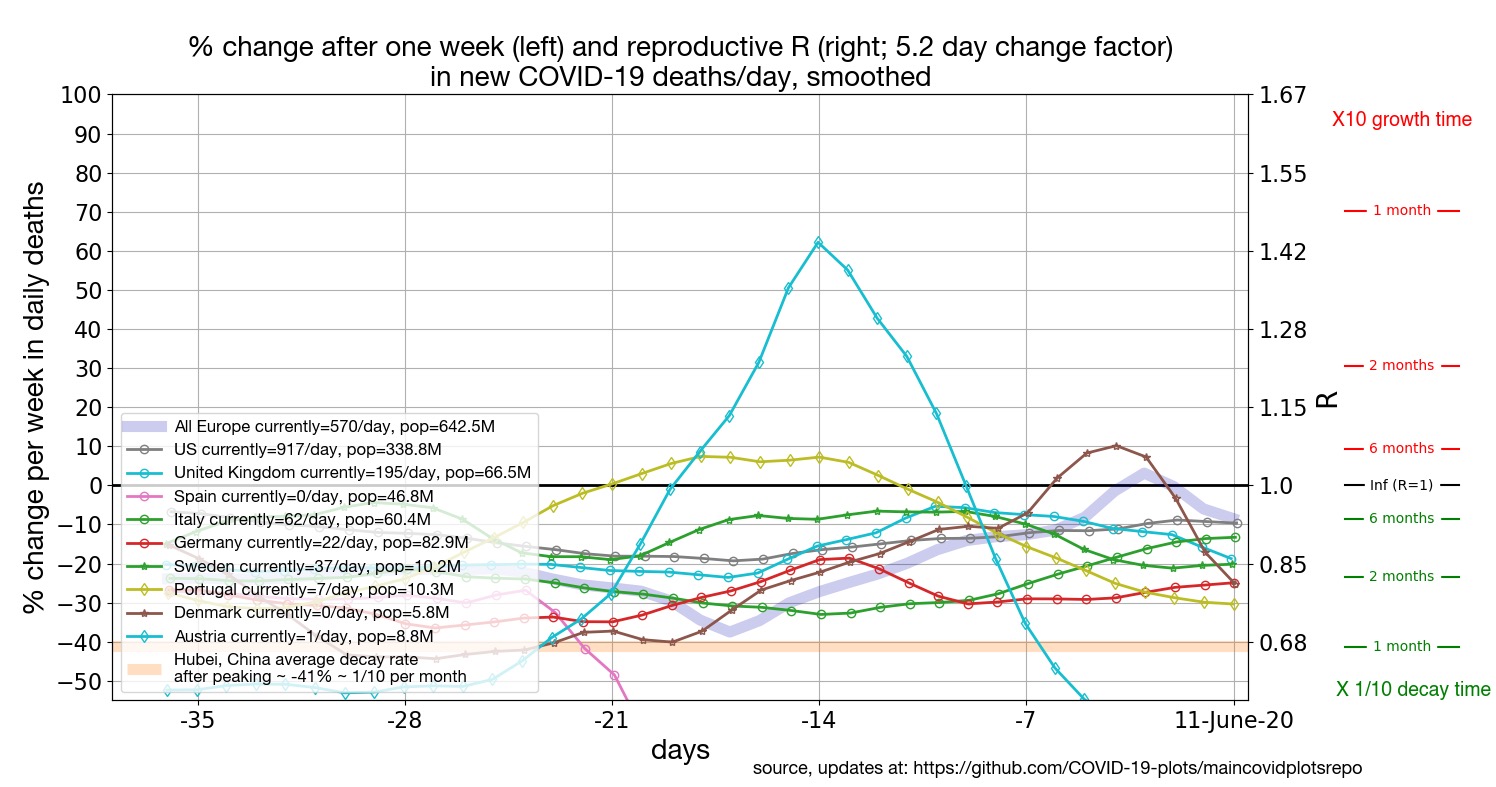 % change after one week (left) and reproductive R (right; 5.2 day change factor)
in new COVID-19 deaths/day, smoothed
% change per week in daily deaths
100
90
80
70
60
50
40
30
20
10
0
−10
−20
−30
−40
−50
All Europe currently=570/day, pop=642.5M
US currently=917/day, pop=338.8M
United Kingdom currently=195/day, pop=66.5M
Spain currently=0/day, pop=46.8M
Italy currently=62/day, pop=60.4M
Germany currently=22/day, pop=82.9M
Sweden currently=37/day, pop=10.2M
Portugal currently=7/day, pop=10.3M
Denmark currently=0/day, pop=5.8M
Austria currently=1/day, pop=8.8M
Hubei, China average decay rate
after peaking ~ -41% ~ 1/10 per month
-35
-28
-21
-14
-7
11-June-20
days
1.67
1.55
1.42
1.28
1.15
1.0
0.85
0.68
R
X10 growth time
1 month
2 months
6 months
Inf (R=1)
6 months
2 months
1 month
X 1/10 decay time
source, updates at: https://github.com/COVID-19-plots/maincovidplotsrepo